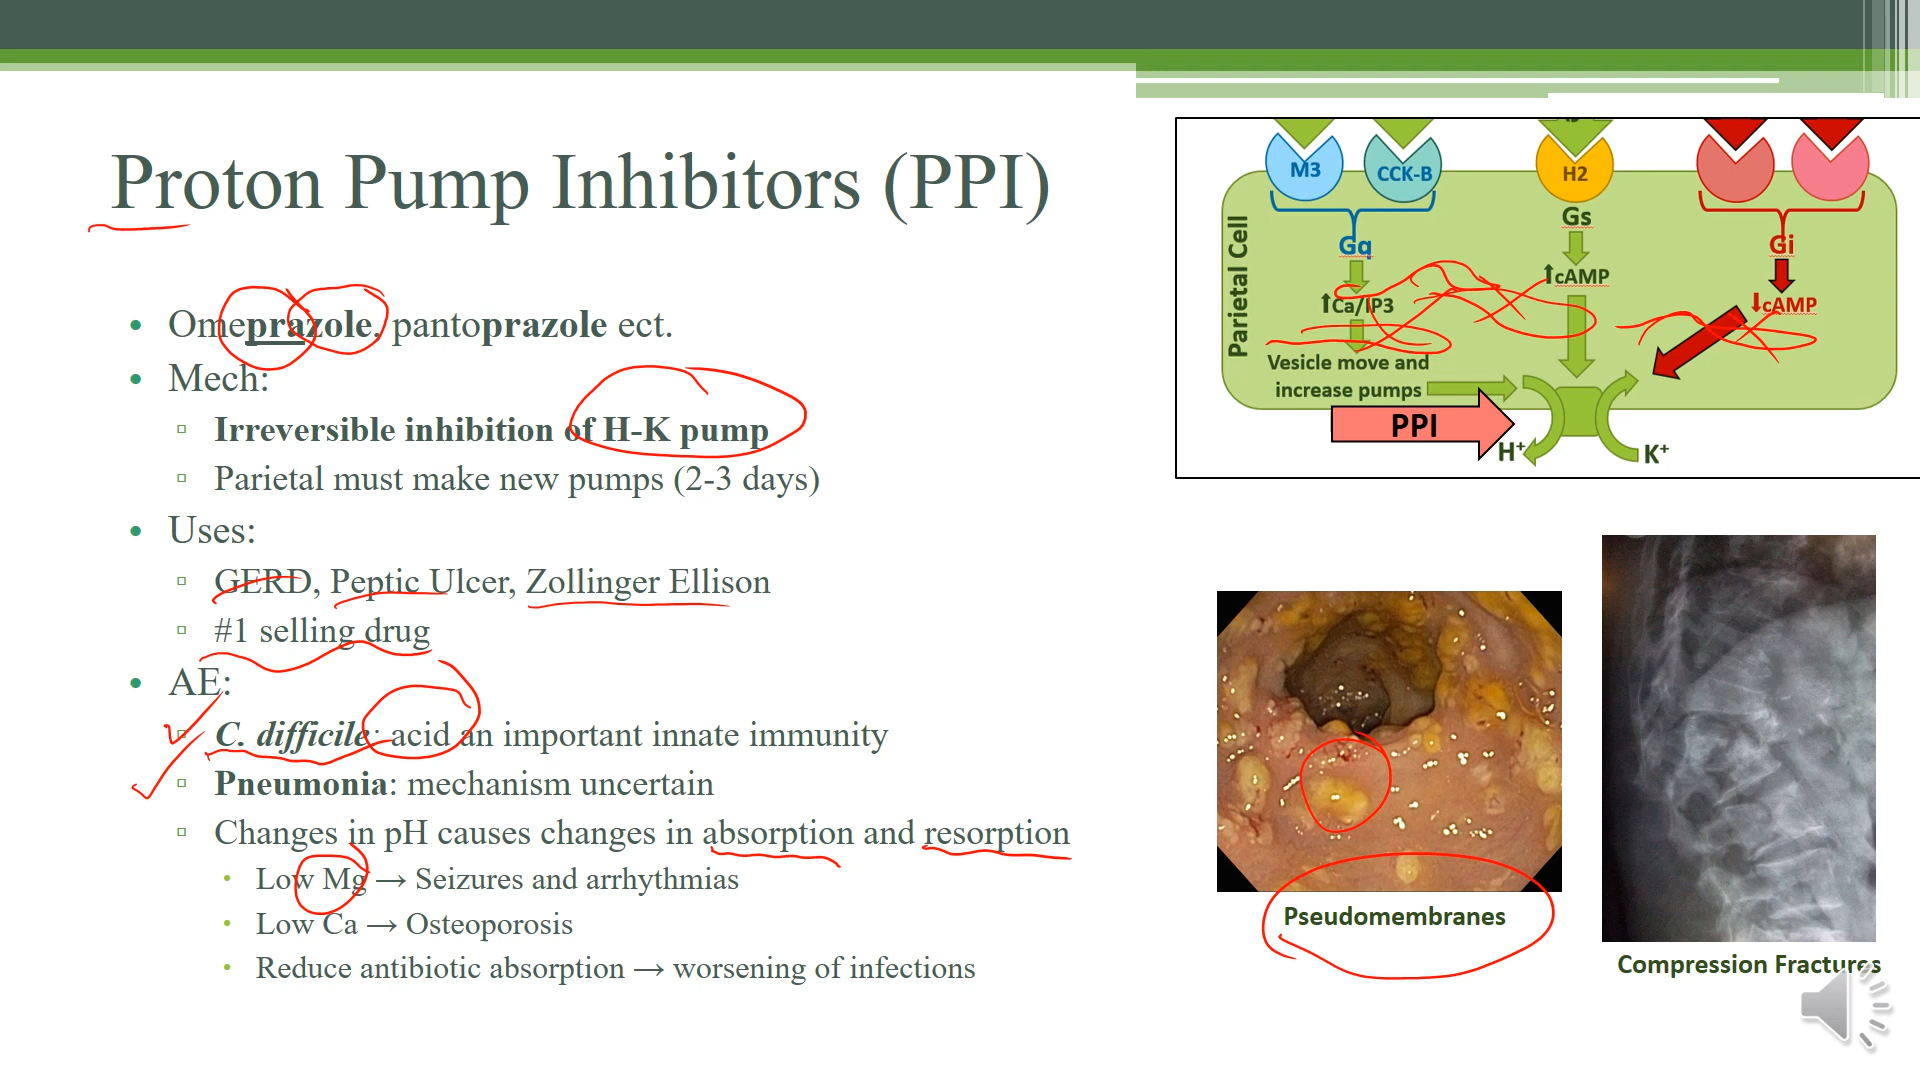 Proton Pump Inhibitors (PPI)
Omeprazole, pantoprazole ect.
Mech:
Irreversible inhibition of H-K pump
Parietal must make new pumps (2-3 days)
Uses:
GERD, Peptic Ulcer, Zollinger Ellison
#1 selling drug
AE:
C. difficile: acid an important innate immunity
Pneumonia: mechanism uncertain
Changes in pH causes changes in absorption and resorption
Low Mg → Seizures and arrhythmias
Low Ca → Osteoporosis
Reduce antibiotic absorption → worsening of infections
Parietal Cell
M3
CCK-B
H2
Gq
Gs
Gi
↑Ca/IP3
↑cAMP
↓cAMP
Vesicle move and
increase pumps
PPI
H⁺
K⁺
Pseudomembranes
Compression Fractures